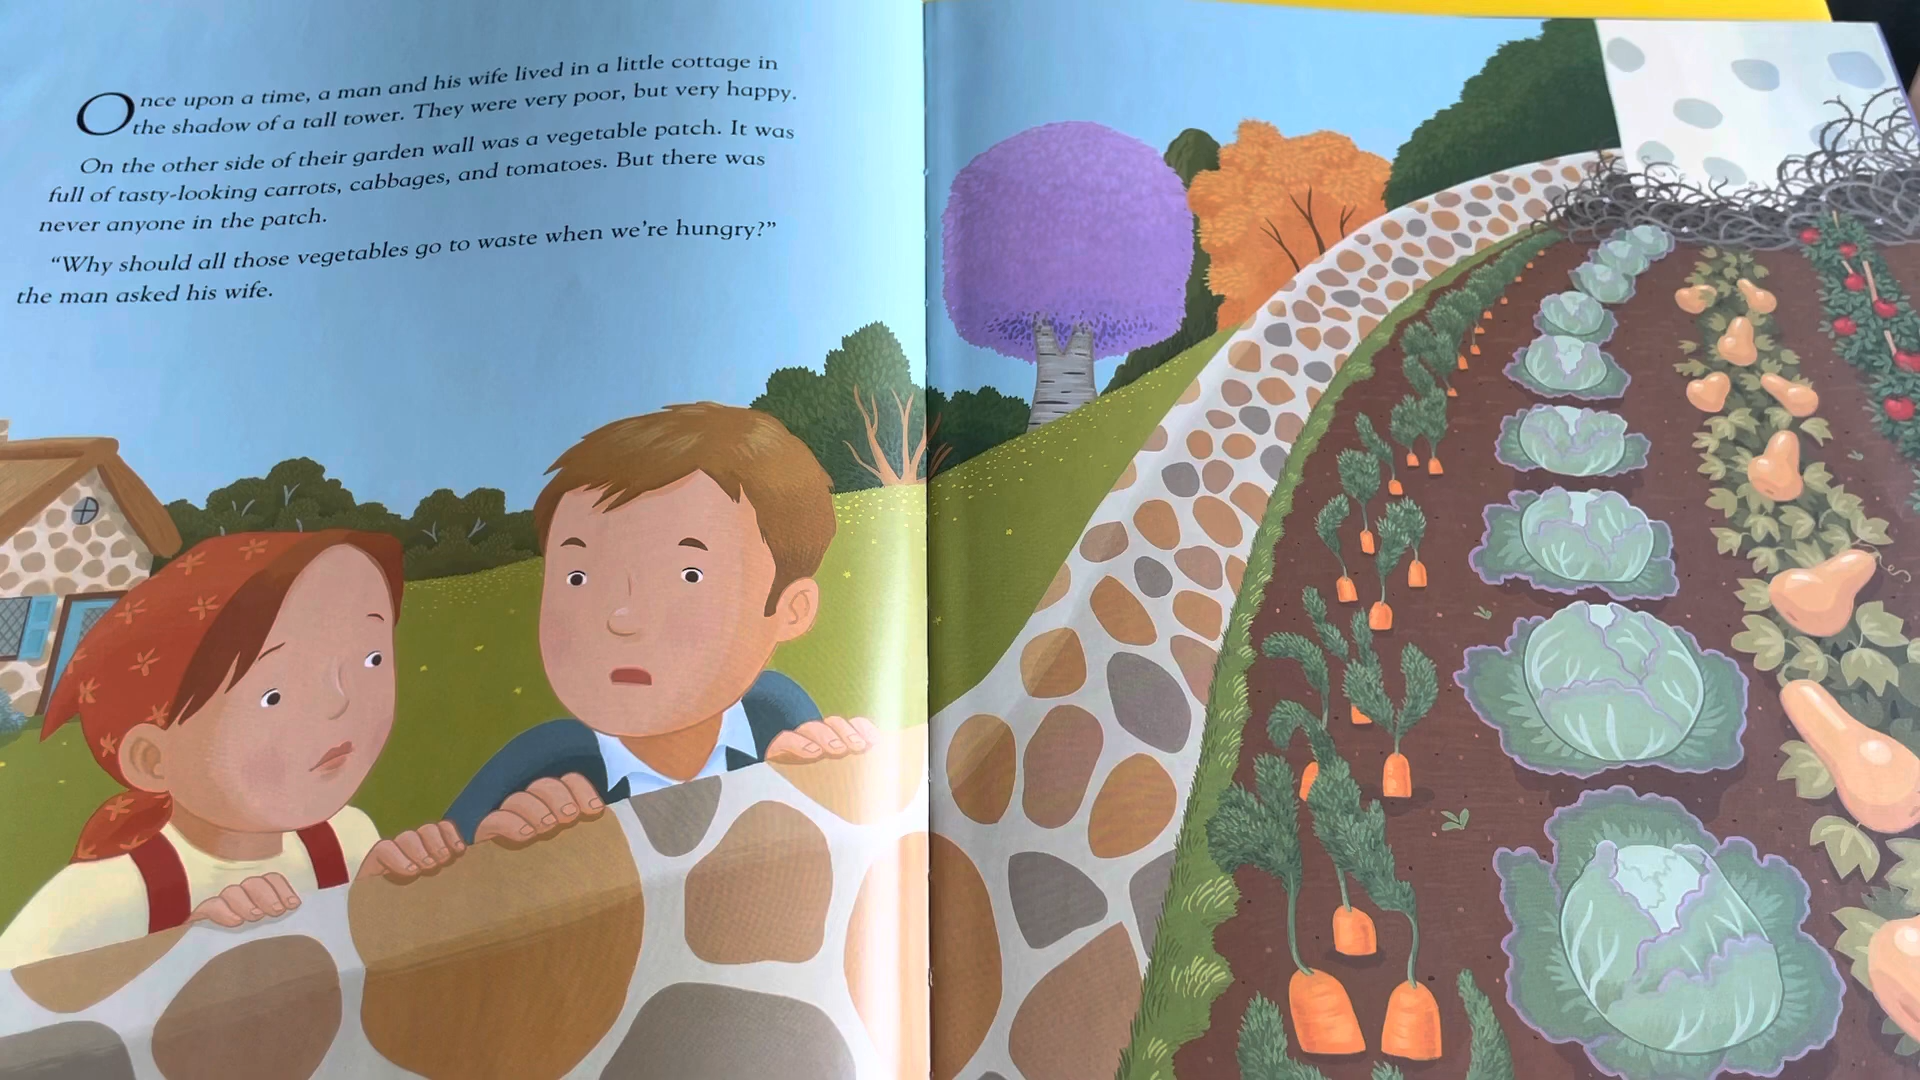 Once upon a time, a man and his wife lived in a little cottage in
the shadow of a tall tower. They were very poor, but very happy.
On the other side of their garden wall was a vegetable patch. It was
full of tasty-looking carrots, cabbages, and tomatoes. But there was
never anyone in the patch.
“Why should all those vegetables go to waste when we’re hungry?”
the man asked his wife.